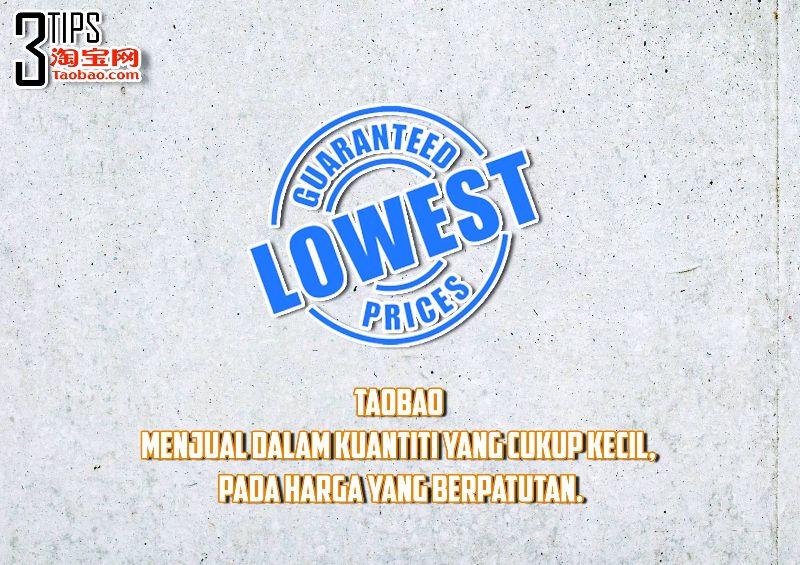 3 TIPS
淘宝网
Taobao.com
GUARANTEED
LOWEST
PRICES
TAOBAO
MENJUAL DALAM KUANTITI YANG CUKUP KECIL,
PADA HARGA YANG BERPATUTAN.